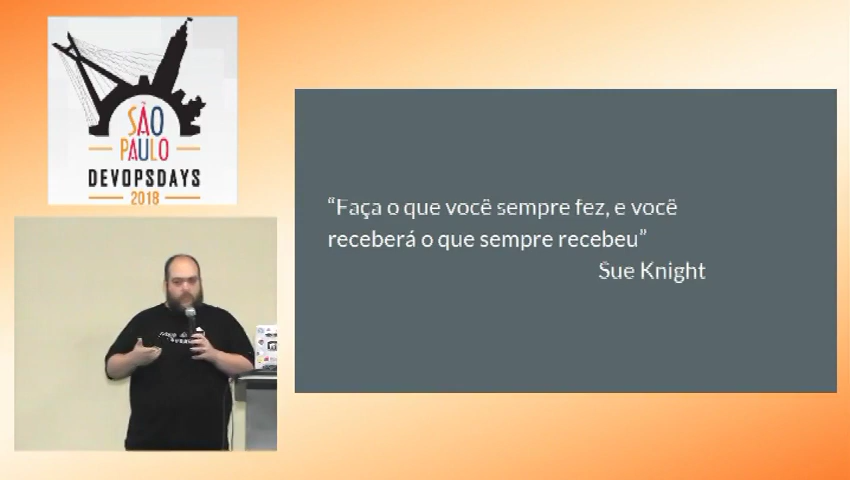 SÃO
PAULO
DEVOPSDAYS
2018
“Faça o que você sempre fez, e você
receberá o que sempre recebeu”
Sue Knight